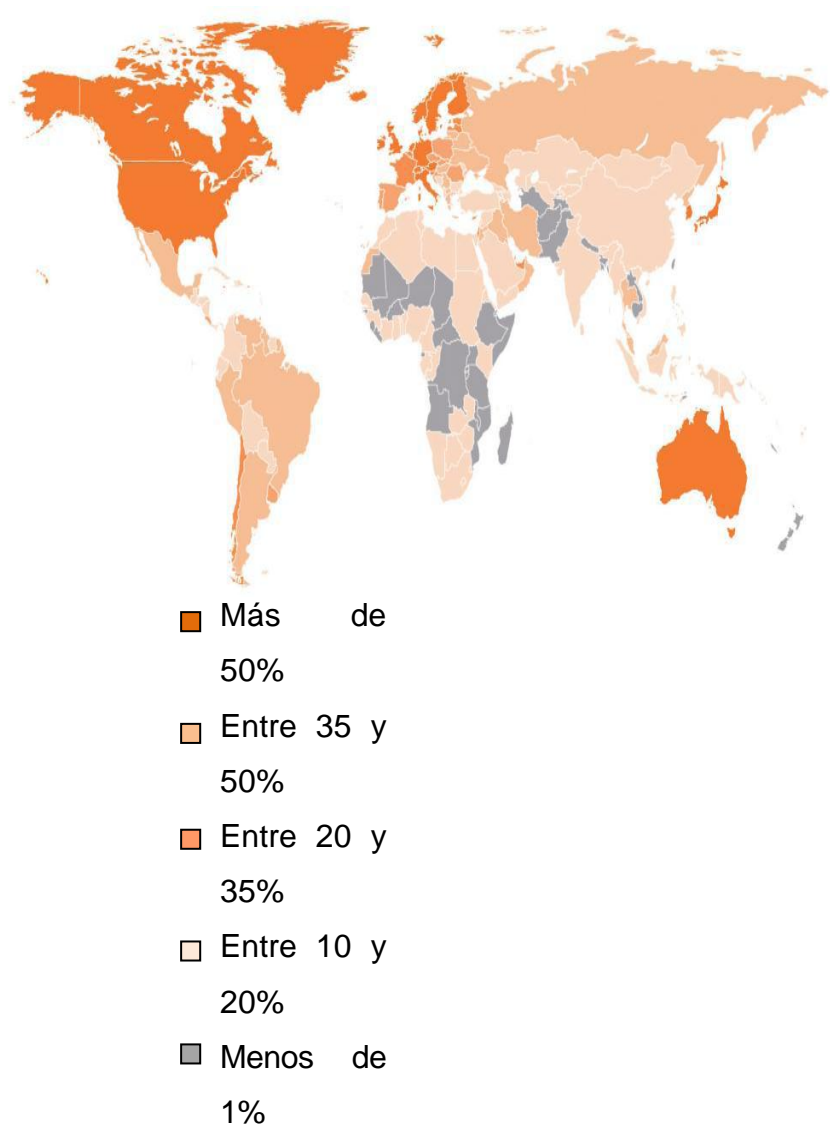 Más de
50%
Entre 35 y
50%
Entre 20 y
35%
Entre 10 y
20%
Menos de
1%